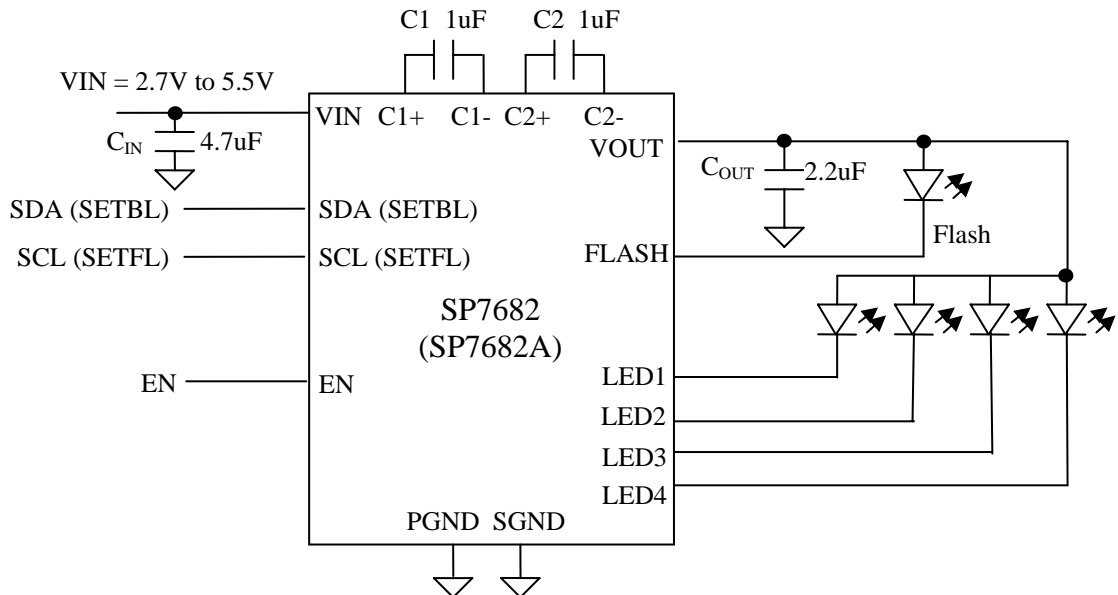 C1 1uF C2 1uF
VIN = 2.7V to 5.5V
VIN C1+ C1- C2+ C2-
VOUT
CIN 4.7uF
COUT 2.2uF
SDA (SETBL) SDA (SETBL)
Flash
SCL (SETFL) SCL (SETFL) FLASH
SP7682
(SP7682A)
EN EN LED1
LED2
LED3
LED4
PGND SGND